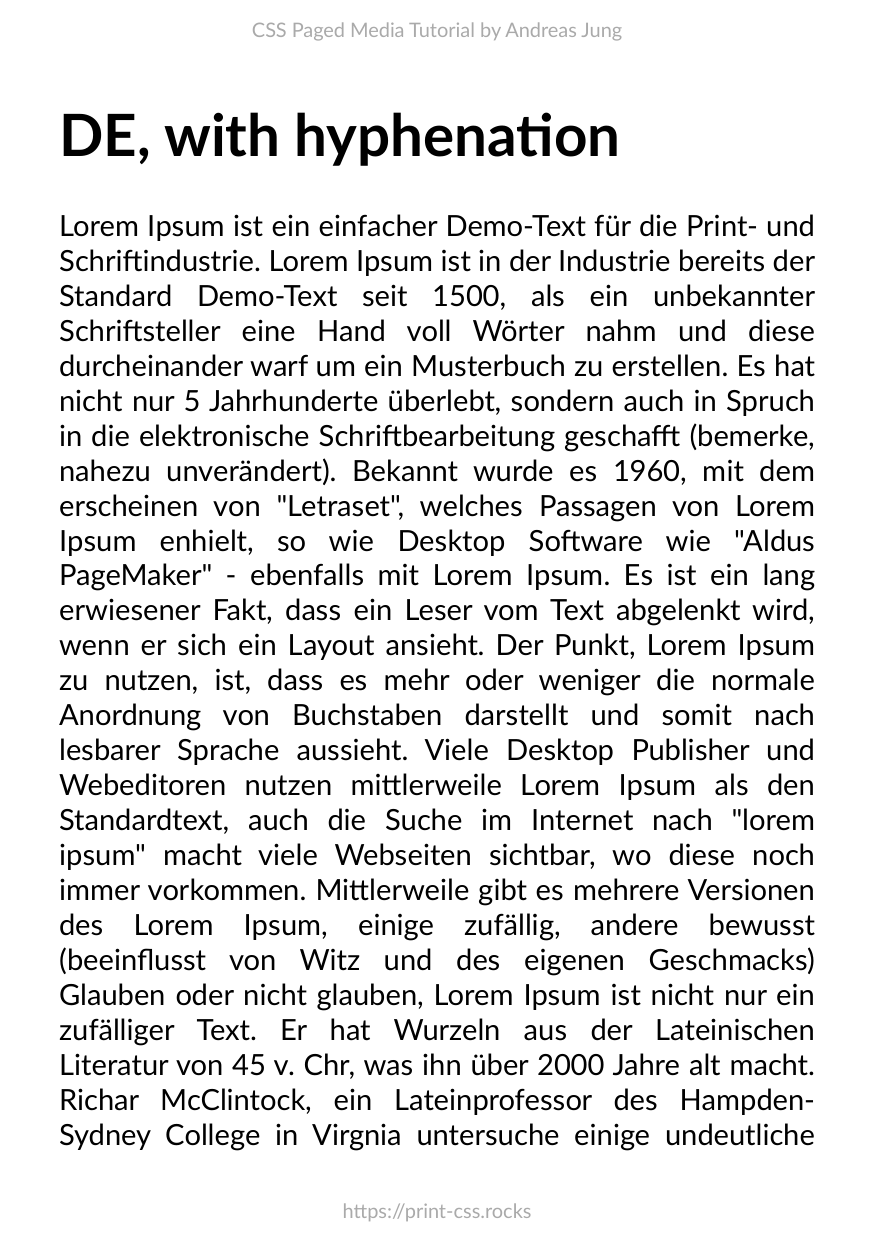 CSS Paged Media Tutorial by Andreas Jung
DE, with hyphenation
Lorem Ipsum ist ein einfacher Demo-Text für die Print- und
Schriftindustrie. Lorem Ipsum ist in der Industrie bereits der
Standard Demo-Text seit 1500, als ein unbekannter
Schriftsteller eine Hand voll Wörter nahm und diese
durcheinander warf um ein Musterbuch zu erstellen. Es hat
nicht nur 5 Jahrhunderte überlebt, sondern auch in Spruch
in die elektronische Schriftbearbeitung geschafft (bemerke,
nahezu unverändert). Bekannt wurde es 1960, mit dem
erscheinen von "Letraset", welches Passagen von Lorem
Ipsum enhielt, so wie Desktop Software wie "Aldus
PageMaker" - ebenfalls mit Lorem Ipsum. Es ist ein lang
erwiesener Fakt, dass ein Leser vom Text abgelenkt wird,
wenn er sich ein Layout ansieht. Der Punkt, Lorem Ipsum
zu nutzen, ist, dass es mehr oder weniger die normale
Anordnung von Buchstaben darstellt und somit nach
lesbarer Sprache aussieht. Viele Desktop Publisher und
Webeditoren nutzen mittlerweile Lorem Ipsum als den
Standardtext, auch die Suche im Internet nach "lorem
ipsum" macht viele Webseiten sichtbar, wo diese noch
immer vorkommen. Mittlerweile gibt es mehrere Versionen
des Lorem Ipsum, einige zufällig, andere bewusst
(beeinflusst von Witz und des eigenen Geschmacks)
Glauben oder nicht glauben, Lorem Ipsum ist nicht nur ein
zufälliger Text. Er hat Wurzeln aus der Lateinischen
Literatur von 45 v. Chr, was ihn über 2000 Jahre alt macht.
Richar McClintock, ein Lateinprofessor des Hampden-
Sydney College in Virgnia untersuche einige undeutliche
https://print-css.rocks